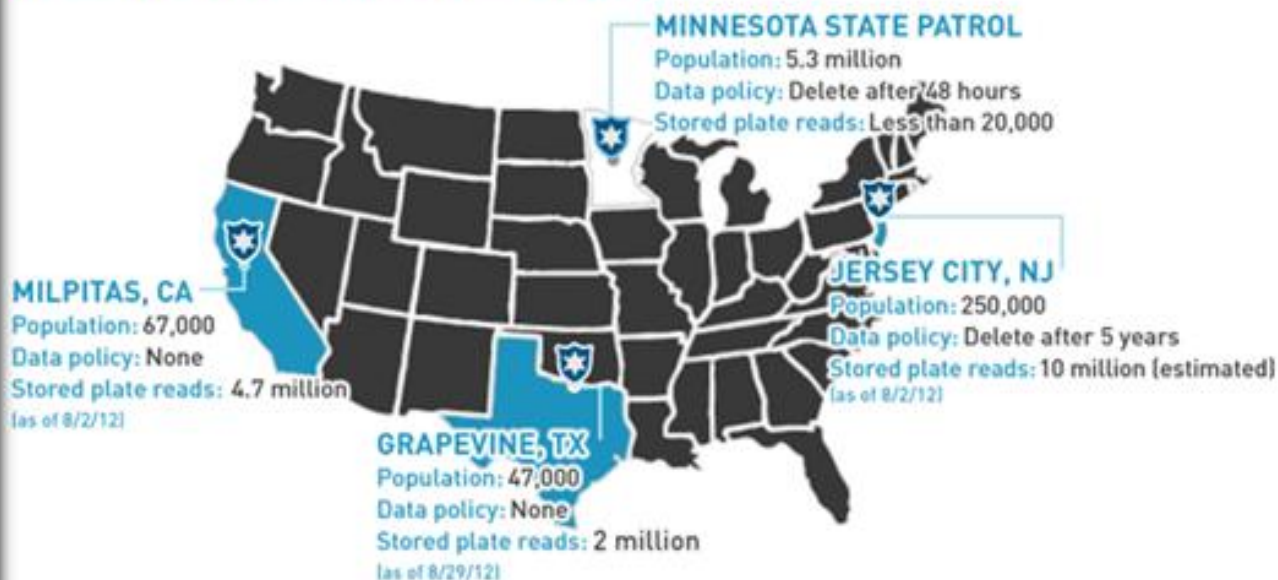 MINNESOTA STATE PATROL
Population: 5.3 million
Data policy: Delete after 48 hours
Stored plate reads: Less than 20,000
MILPITAS, CA
Population: 67,000
Data policy: None
Stored plate reads: 4.7 million
(as of 8/2/12)
JERSEY CITY, NJ
Population: 250,000
Data policy: Delete after 5 years
Stored plate reads: 10 million (estimated)
(as of 8/2/12)
GRAPEVINE, TX
Population: 47,000
Data policy: None
Stored plate reads: 2 million
(as of 8/29/12)